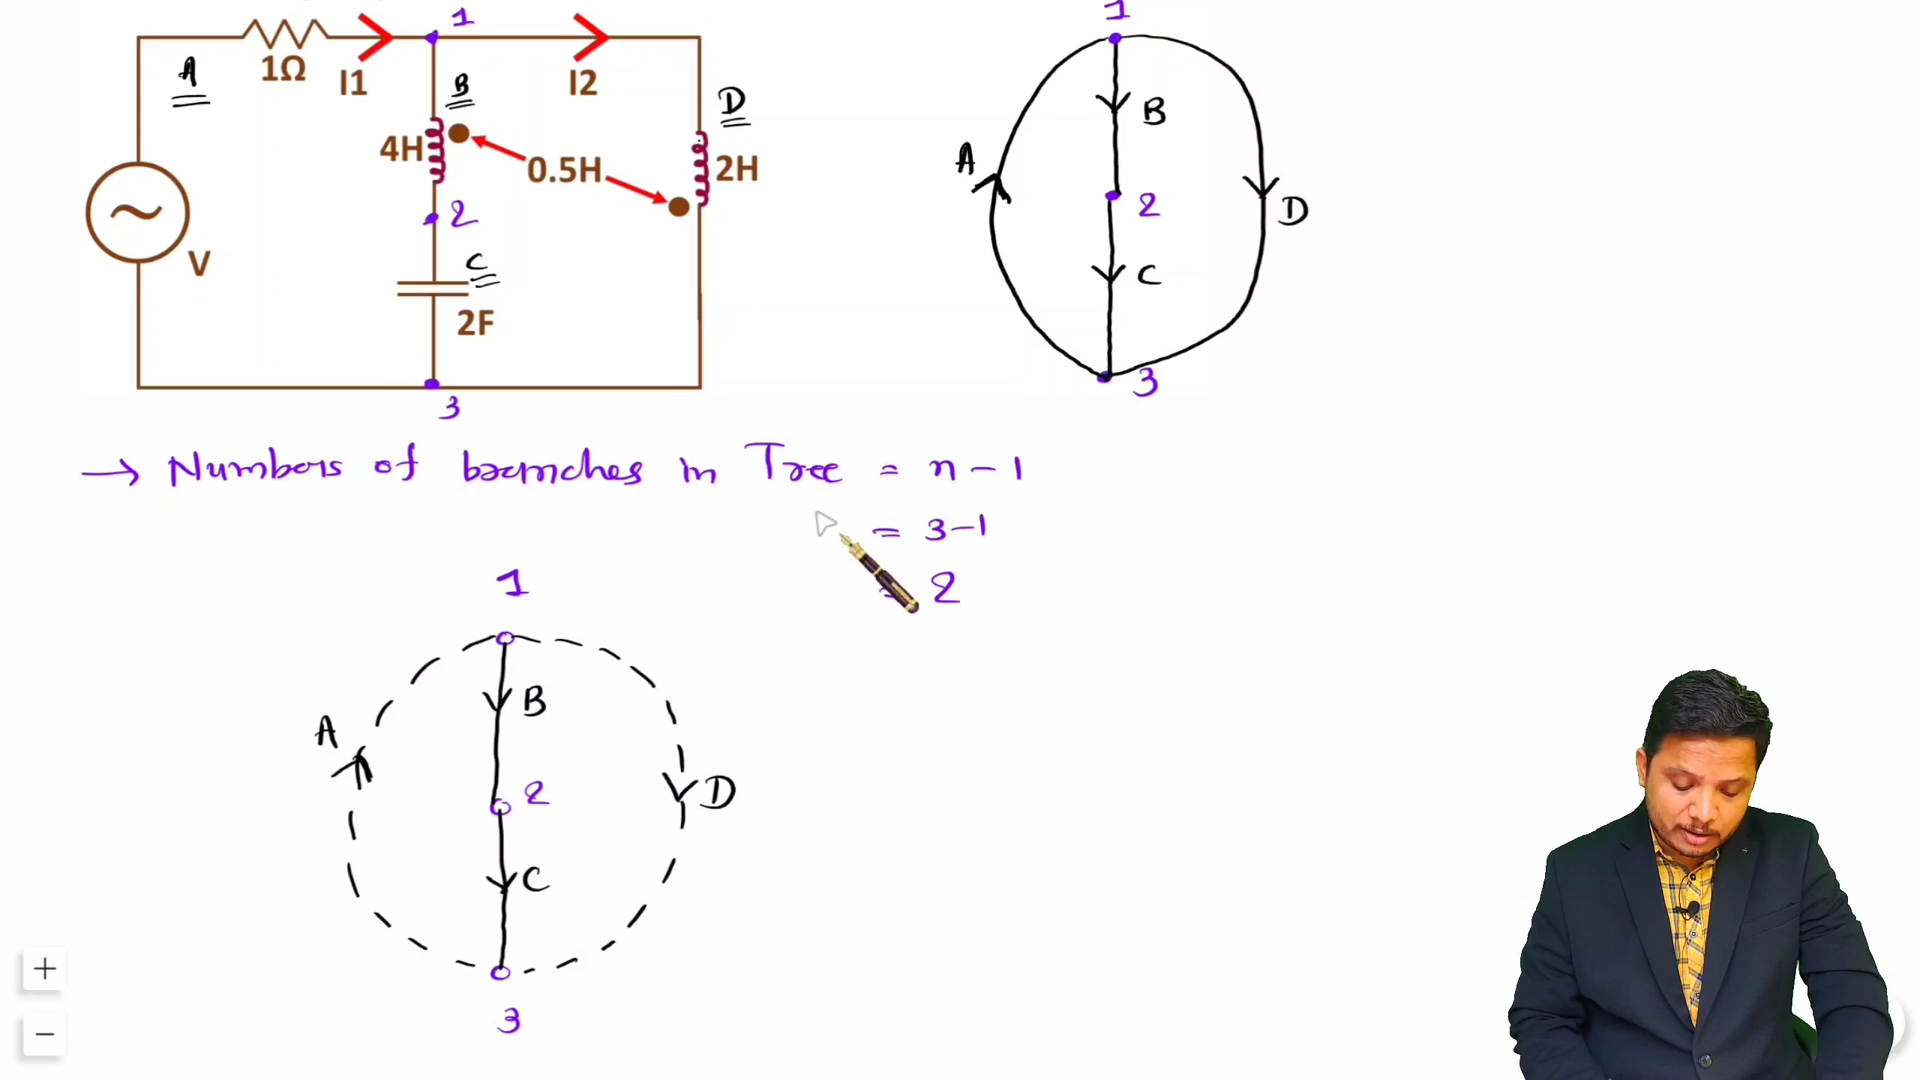 1
1
1Ω
I1
I2
A
B
D
4H
0.5H
2H
2
V
C
2F
3
A
B
2
D
C
3
→ Numbers of branches in Tree = n - 1
= 3 - 1
= 2
1
A
B
2
D
C
3
+
−